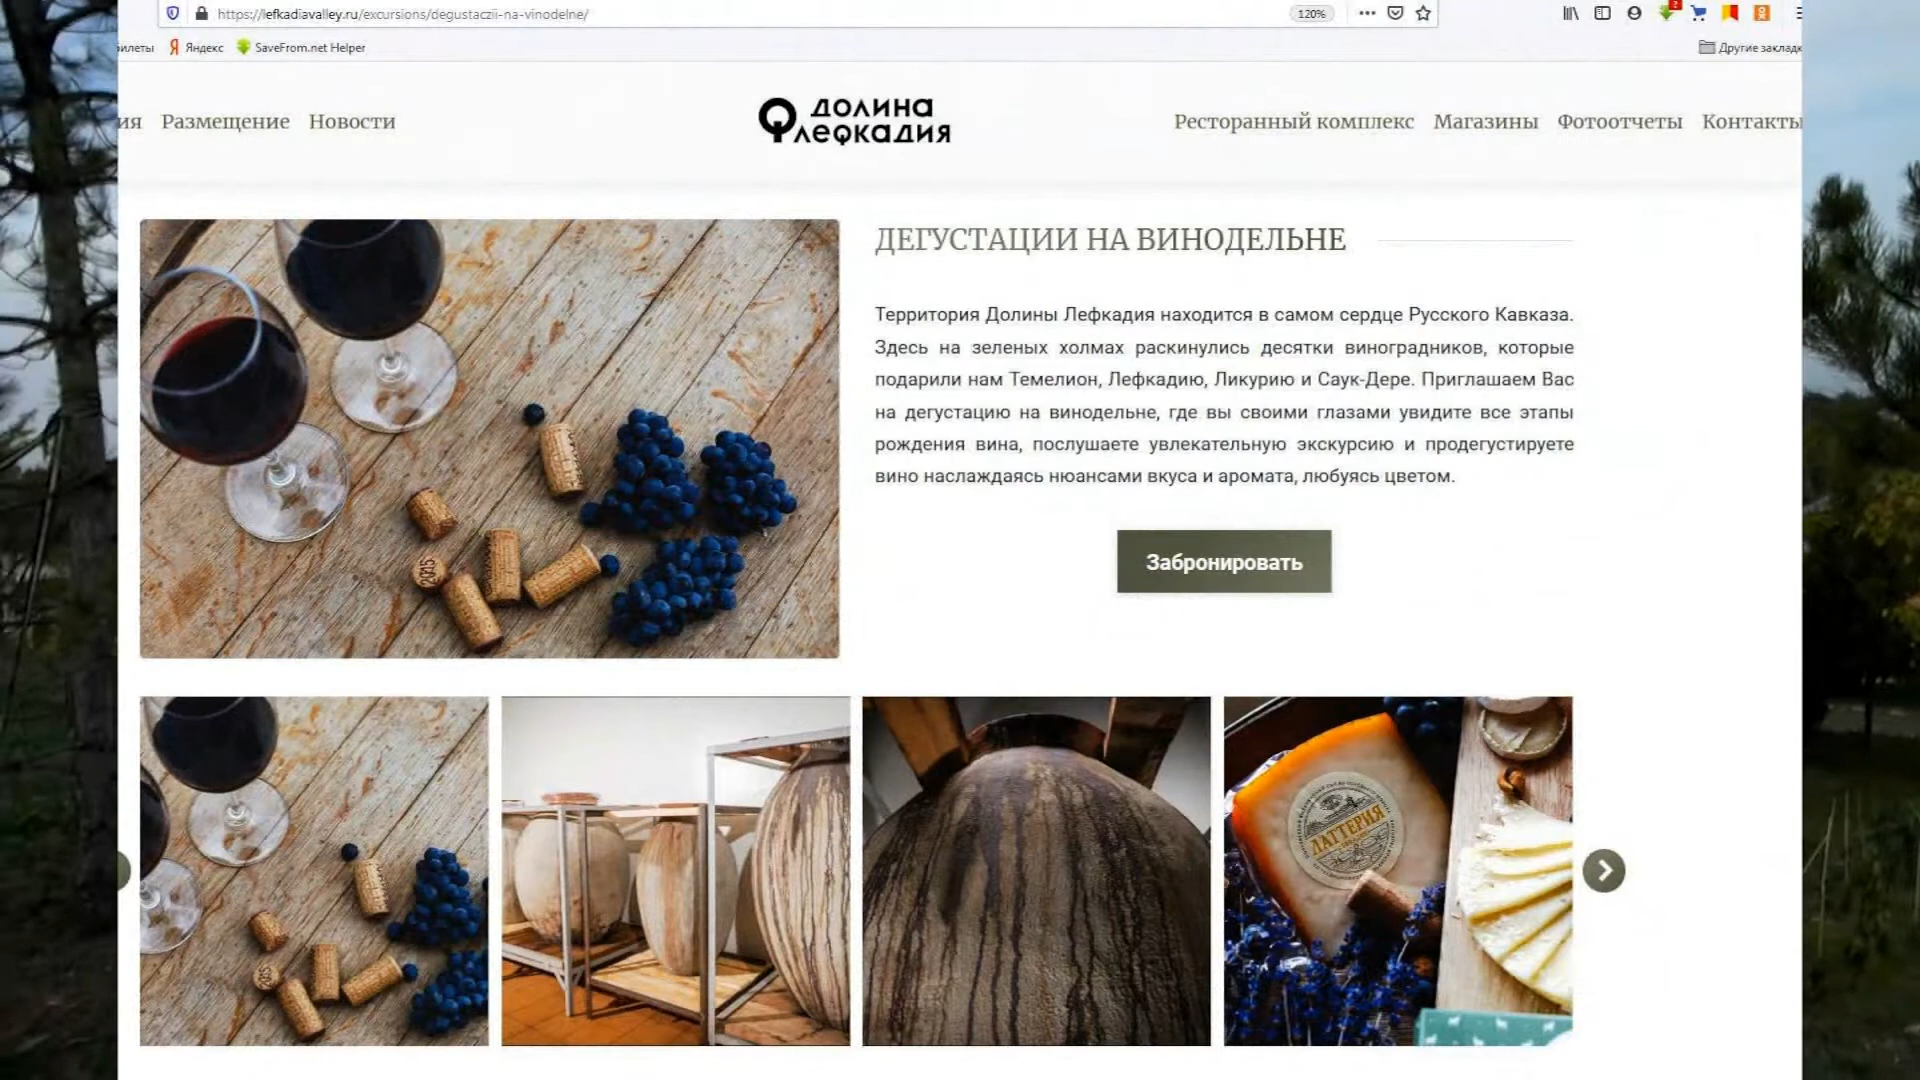 https://lefkadiavalley.ru/excursions/degustaczii-na-vinodelne/
120%
2
Яндекс
SaveFrom.net Helper
Другие заклад
Размещение
Новости
ДОЛИНА
ЛЕФКАДИЯ
Ресторанный комплекс
Магазины
Фотоотчеты
Контакты
ДЕГУСТАЦИИ НА ВИНОДЕЛЬНЕ
Территория Долины Лефкадия находится в самом сердце Русского Кавказа.
Здесь на зеленых холмах раскинулись десятки виноградников, которые
подарили нам Темелион, Лефкадию, Ликурию и Саук-Дере. Приглашаем Вас
на дегустацию на винодельне, где вы своими глазами увидите все этапы
рождения вина, послушаете увлекательную экскурсию и продегустируете
вино наслаждаясь нюансами вкуса и аромата, любуясь цветом.
2015
Забронировать
ЛАТТЕРИЯ